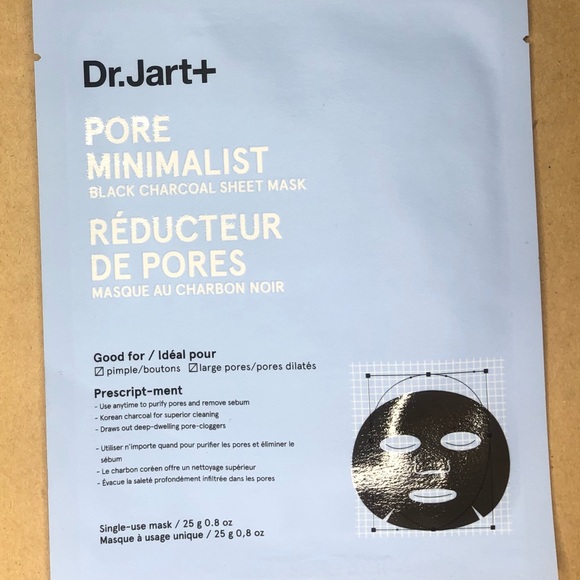 Dr.Jart+
PORE
MINIMALIST
BLACK CHARCOAL SHEET MASK
RÉDUCTEUR
DE PORES
MASQUE AU CHARBON NOIR
Good for / Idéal pour
pimple/boutons large pores/pores dilatés
Prescript-ment
- Use anytime to purify pores and remove sebum
- Korean charcoal for superior cleaning
- Draws out deep-dwelling pore-cloggers
- Utiliser n'importe quand pour purifier les pores et éliminer le
sébum
- Le charbon coréen offre un nettoyage supérieur
- Évacue la saleté profondément infiltrée dans les pores
Single-use mask / 25 g 0.8 oz
Masque à usage unique / 25 g 0,8 oz